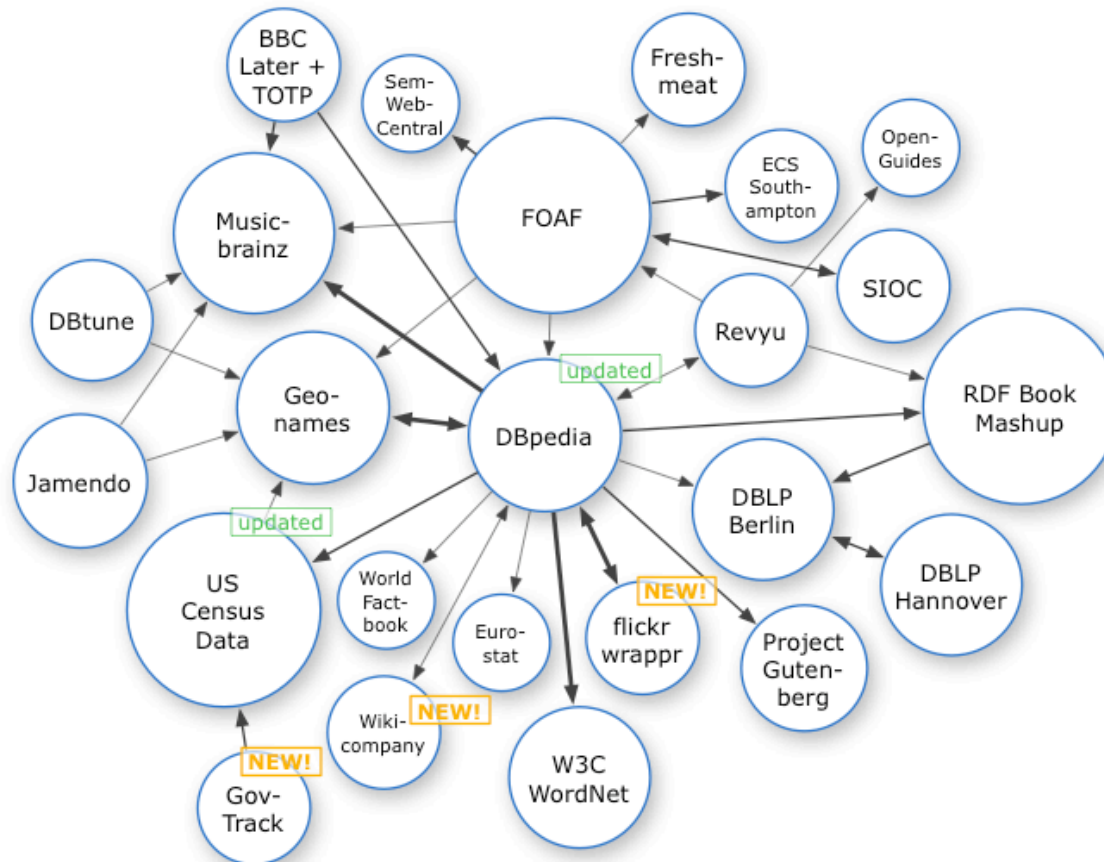 BBC
Later +
TOTP
Sem-
Web-
Central
Fresh-
meat
Open-
Guides
ECS
South-
ampton
Music-
brainz
FOAF
SIOC
DBtune
Revyu
updated
RDF Book
Mashup
Geo-
names
DBpedia
Jamendo
DBLP
Berlin
updated
US
Census
Data
World
Fact-
book
Euro-
stat
NEW!
flickr
wrappr
DBLP
Hannover
Project
Guten-
berg
NEW!
Wiki-
company
W3C
WordNet
NEW!
Gov-
Track